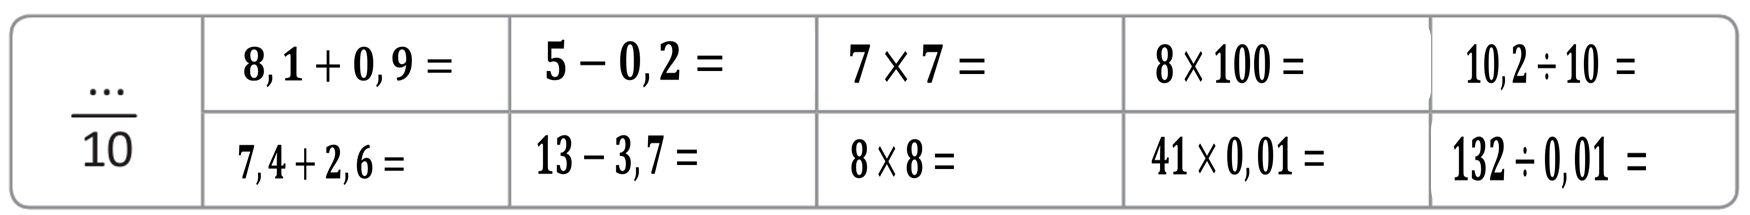 ...
10
8,1 + 0,9 =
5 − 0,2 =
7 × 7 =
8 × 100 =
10,2 ÷ 10 =
7,4 + 2,6 =
13 − 3,7 =
8 × 8 =
41 × 0,01 =
132 ÷ 0,01 =